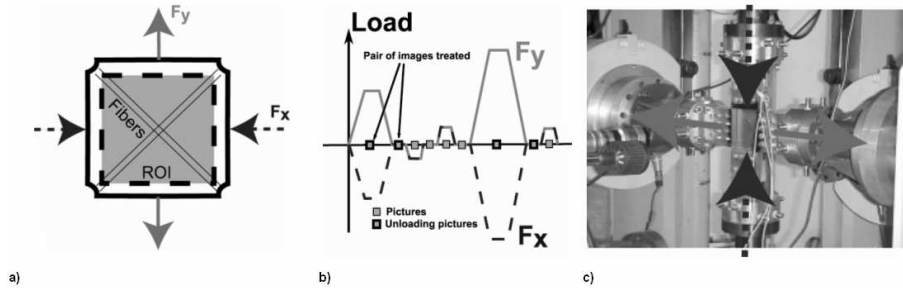 Fy
Fx
Fibers
ROI
Load
Pair of images treated
Fy
Pictures
Unloading pictures
Fx
a)
b)
c)